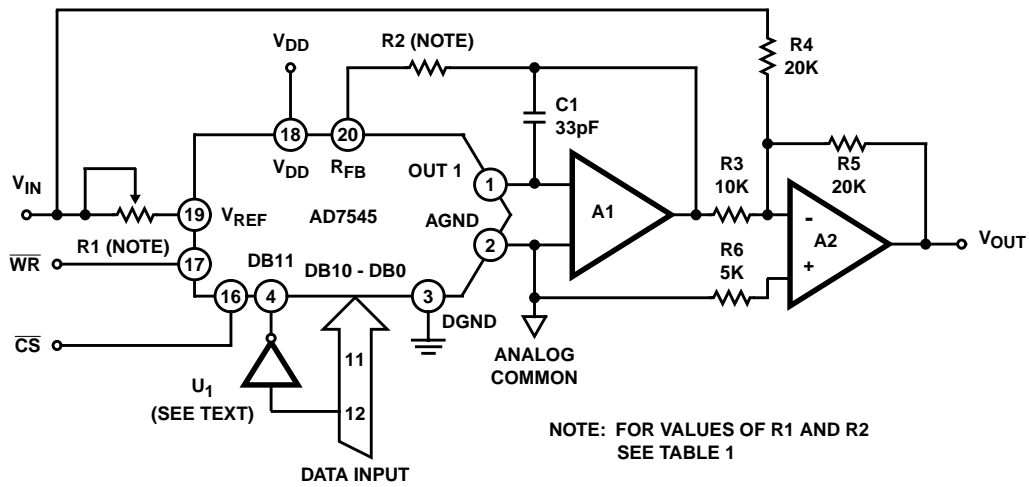 R4
20K
V_DD
R2 (NOTE)
C1
33pF
18
20
V_DD
R_FB
OUT 1
1
R3
10K
R5
20K
V_IN
19
V_REF
AD7545
AGND
2
A1
-
A2
+
V_OUT
R1 (NOTE)
R6
5K
WR
17
DB11
DB10 - DB0
16
4
3
DGND
CS
11
ANALOG
COMMON
U1
(SEE TEXT)
12
NOTE: FOR VALUES OF R1 AND R2
SEE TABLE 1
DATA INPUT